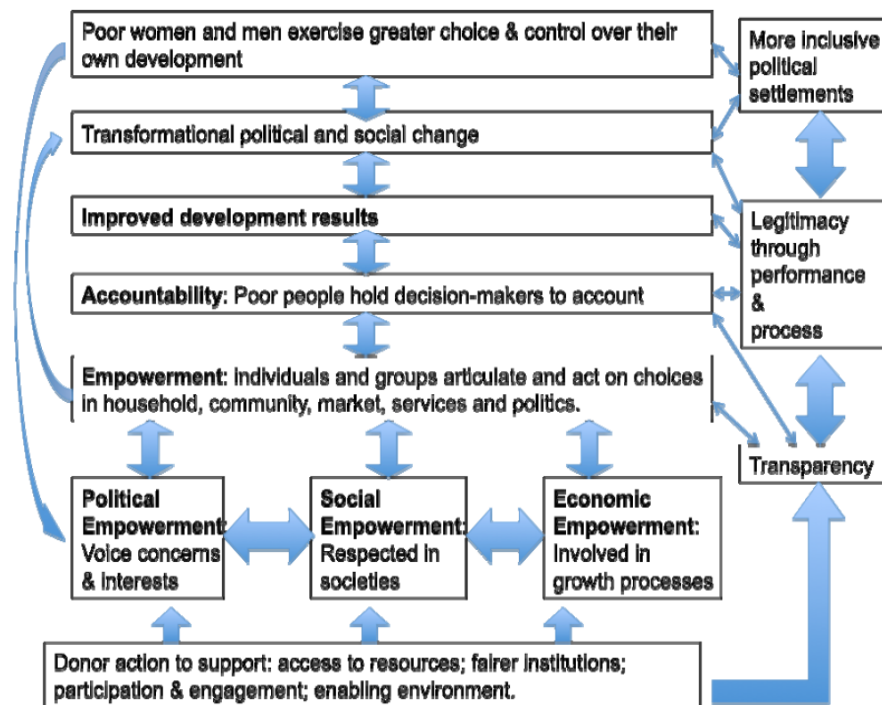 Poor women and men exercise greater choice & control over their
own development
More inclusive
political
settlements
Transformational political and social change
Improved development results
Legitimacy
through
performance
&
process
Accountability: Poor people hold decision-makers to account
Empowerment: individuals and groups articulate and act on choices
in household, community, market, services and politics.
Transparency
Political
Empowerment:
Voice concerns
& interests
Social
Empowerment:
Respected in
societies
Economic
Empowerment:
Involved in
growth processes
Donor action to support: access to resources; fairer institutions;
participation & engagement; enabling environment.